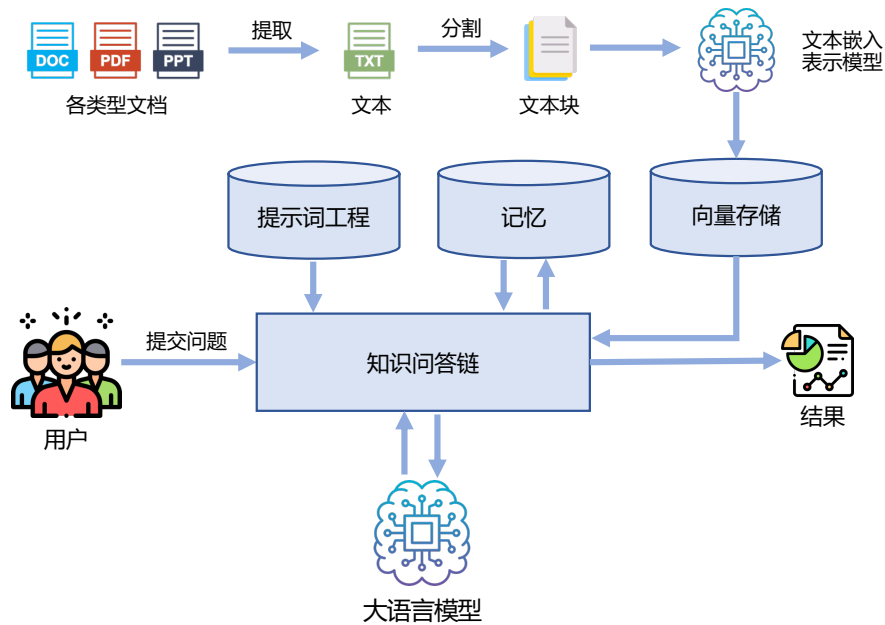 DOC
PDF
PPT
提取
TXT
分割
文本嵌入
表示模型
各类型文档
文本
文本块
提示词工程
记忆
向量存储
提交问题
知识问答链
用户
结果
大语言模型